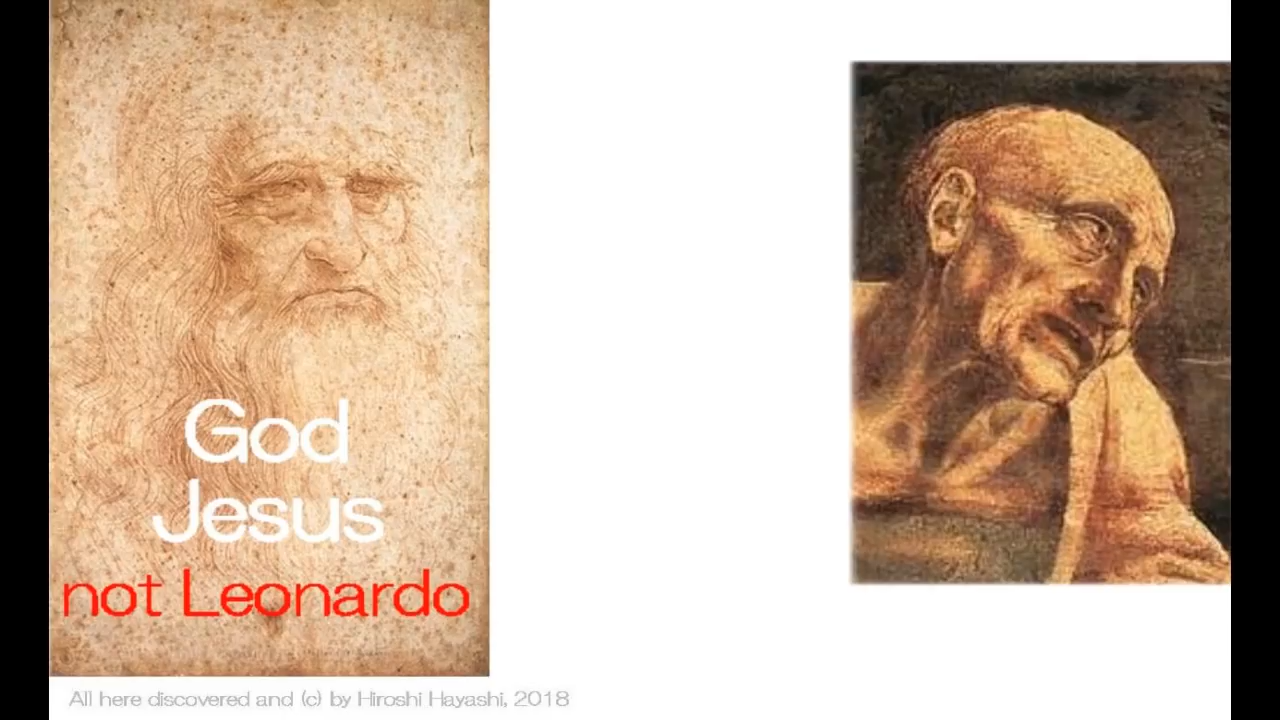 God
Jesus
not Leonardo
All here discovered and (c) by Hiroshi Hayashi, 2018